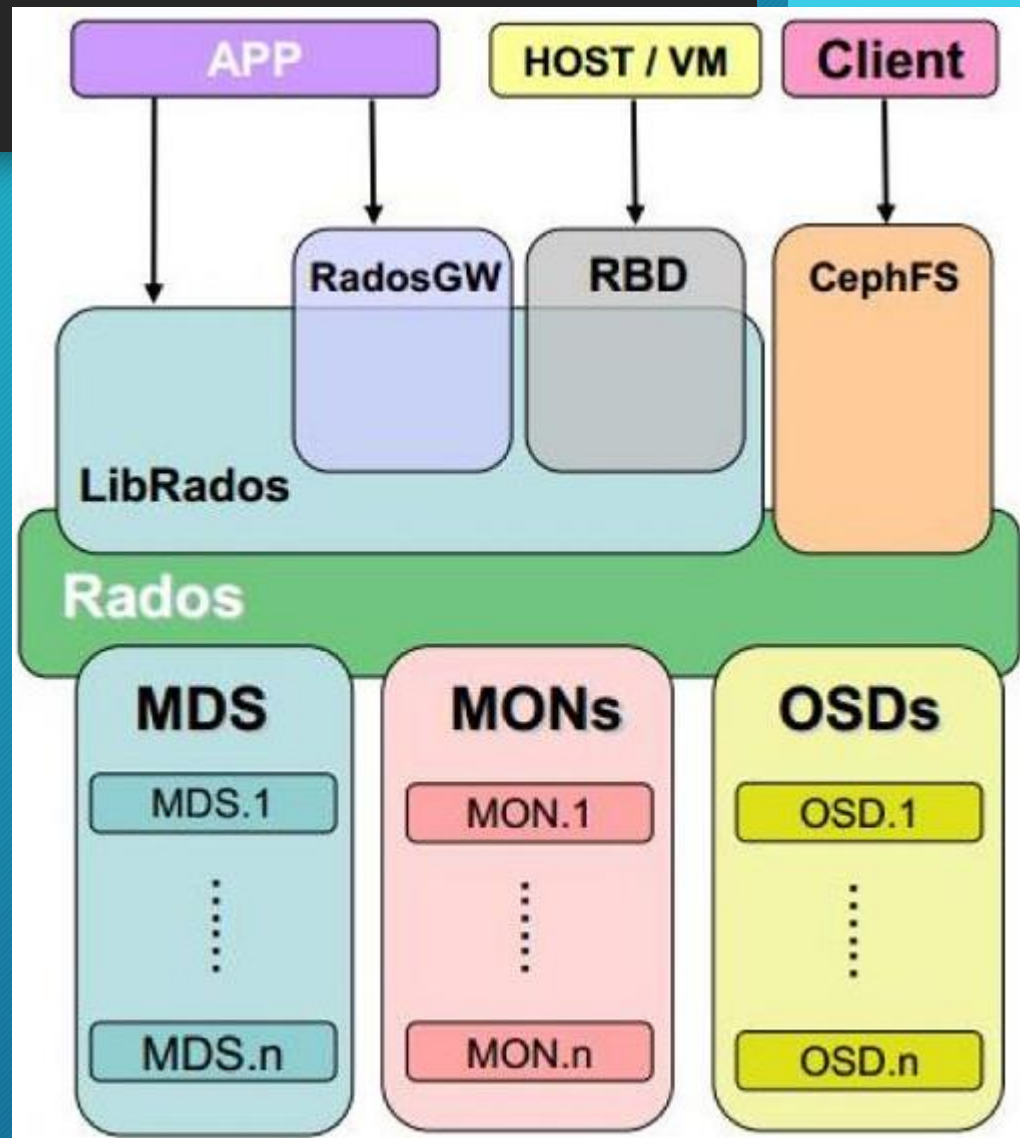 APP
HOST / VM
Client
RadosGW
RBD
CephFS
LibRados
Rados
MDS
MONs
OSDs
MDS.1
MON.1
OSD.1
MDS.n
MON.n
OSD.n